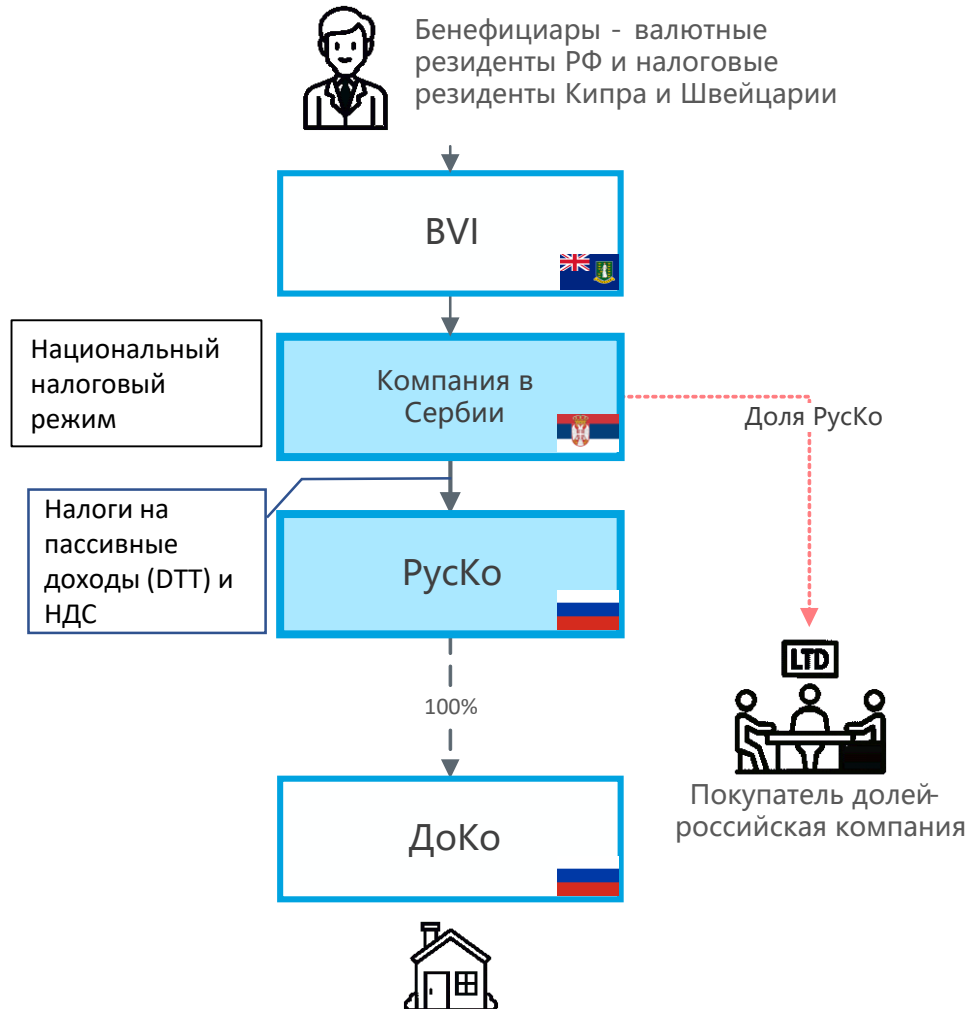 Бенефициары - валютные
резиденты РФ и налоговые
резиденты Кипра и Швейцарии
BVI
Национальный
налоговый
режим
Компания в
Сербии
Доля РусКо
Налоги на
пассивные
доходы (DTT) и
НДС
РусКо
100%
LTD
Покупатель долей-
российская компания
ДоКо